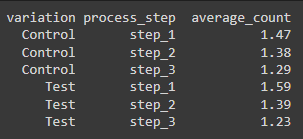 variation process_step average_count
Control step_1 1.47
Control step_2 1.38
Control step_3 1.29
Test step_1 1.59
Test step_2 1.39
Test step_3 1.23